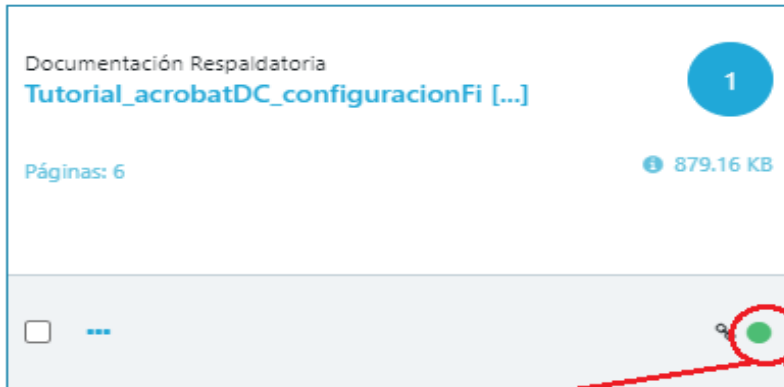 Documentación Respaldatoria
1
Tutorial_acrobatDC_configuracionFi [...]
Páginas: 6
879.16 KB